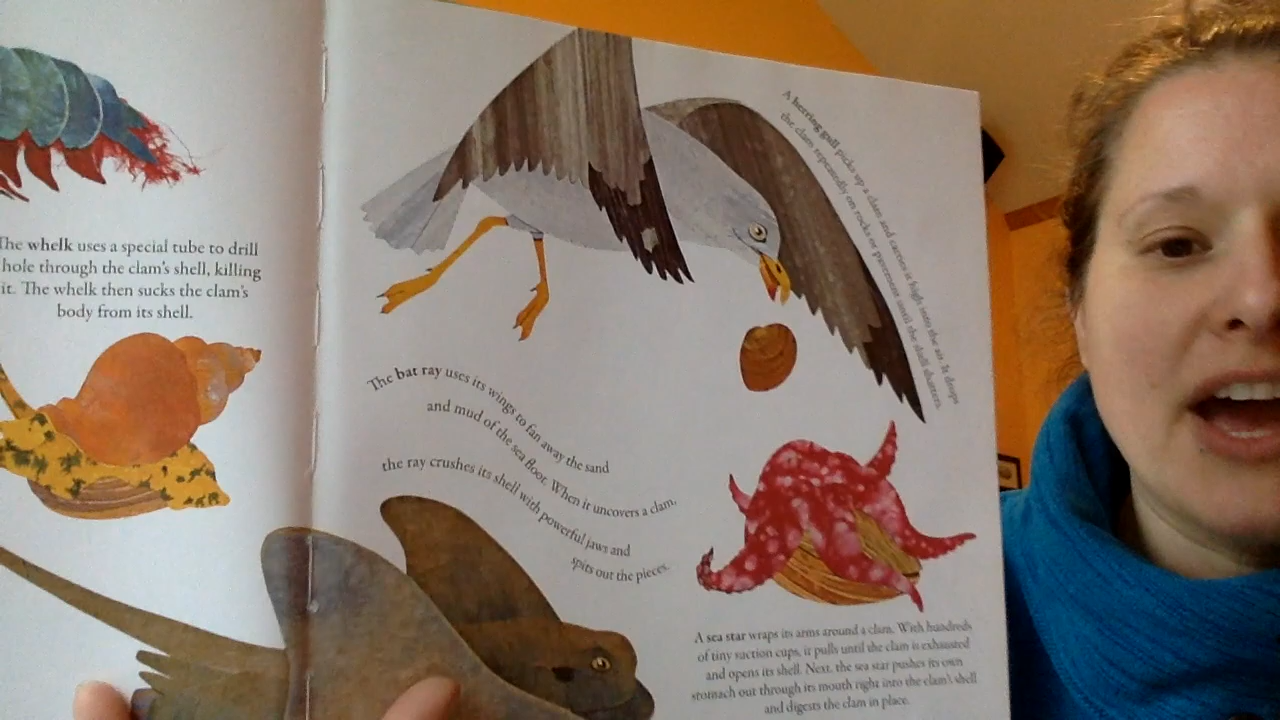 The whelk uses a special tube to drill
hole through the clam's shell, killing
it. The whelk then sucks the clam's
body from its shell.
A herring gull picks up a clam and carries it high into the air. It drops
the clam repeatedly on rocks or pavement until the shell shatters.
The bat ray uses its wings to fan away the sand
and mud of the sea floor. When it uncovers a clam,
the ray crushes its shell with powerful jaws and
spits out the pieces.
A sea star wraps its arms around a clam. With hundreds
of tiny suction cups, it pulls until the clam is exhausted
and opens its shell. Next, the sea star pushes its own
stomach out through its mouth right into the clam's shell
and digests the clam in place.